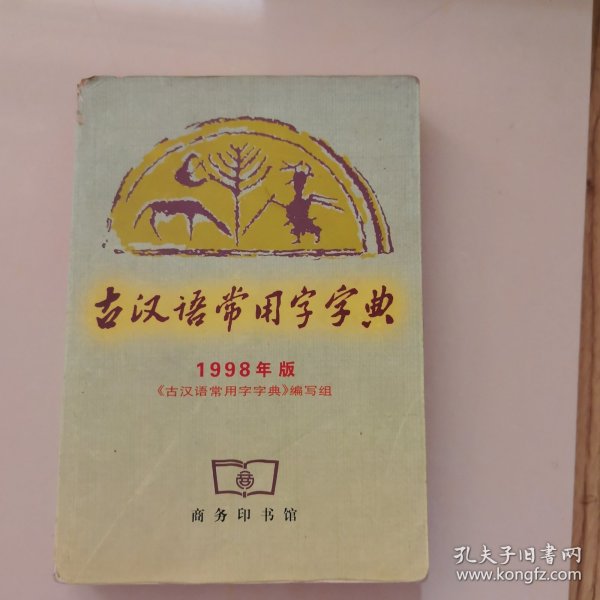 古汉语常用字字典
1998年版
《古汉语常用字字典》编写组
商
商务印书馆
孔夫子旧书网
www.kongfz.com